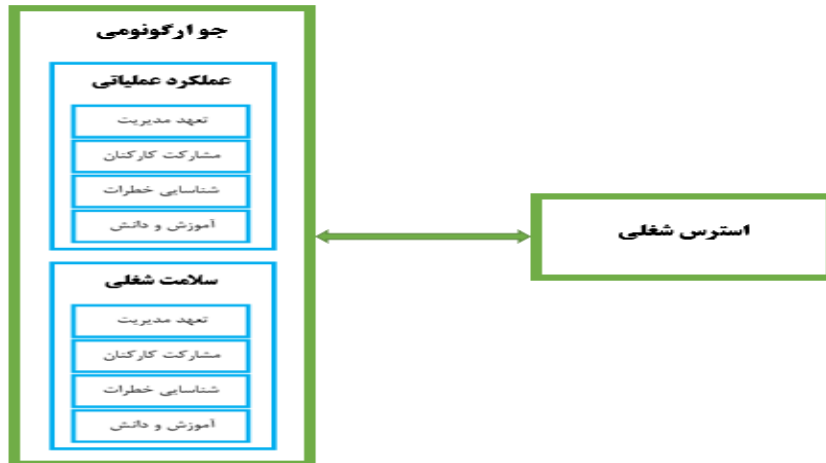 جو ارگونومی
عملکرد عملیاتی
تعهد مدیریت
مشارکت کارکنان
شناسایی خطرات
آموزش و دانش
سلامت شغلی
تعهد مدیریت
مشارکت کارکنان
شناسایی خطرات
آموزش و دانش
استرس شغلی